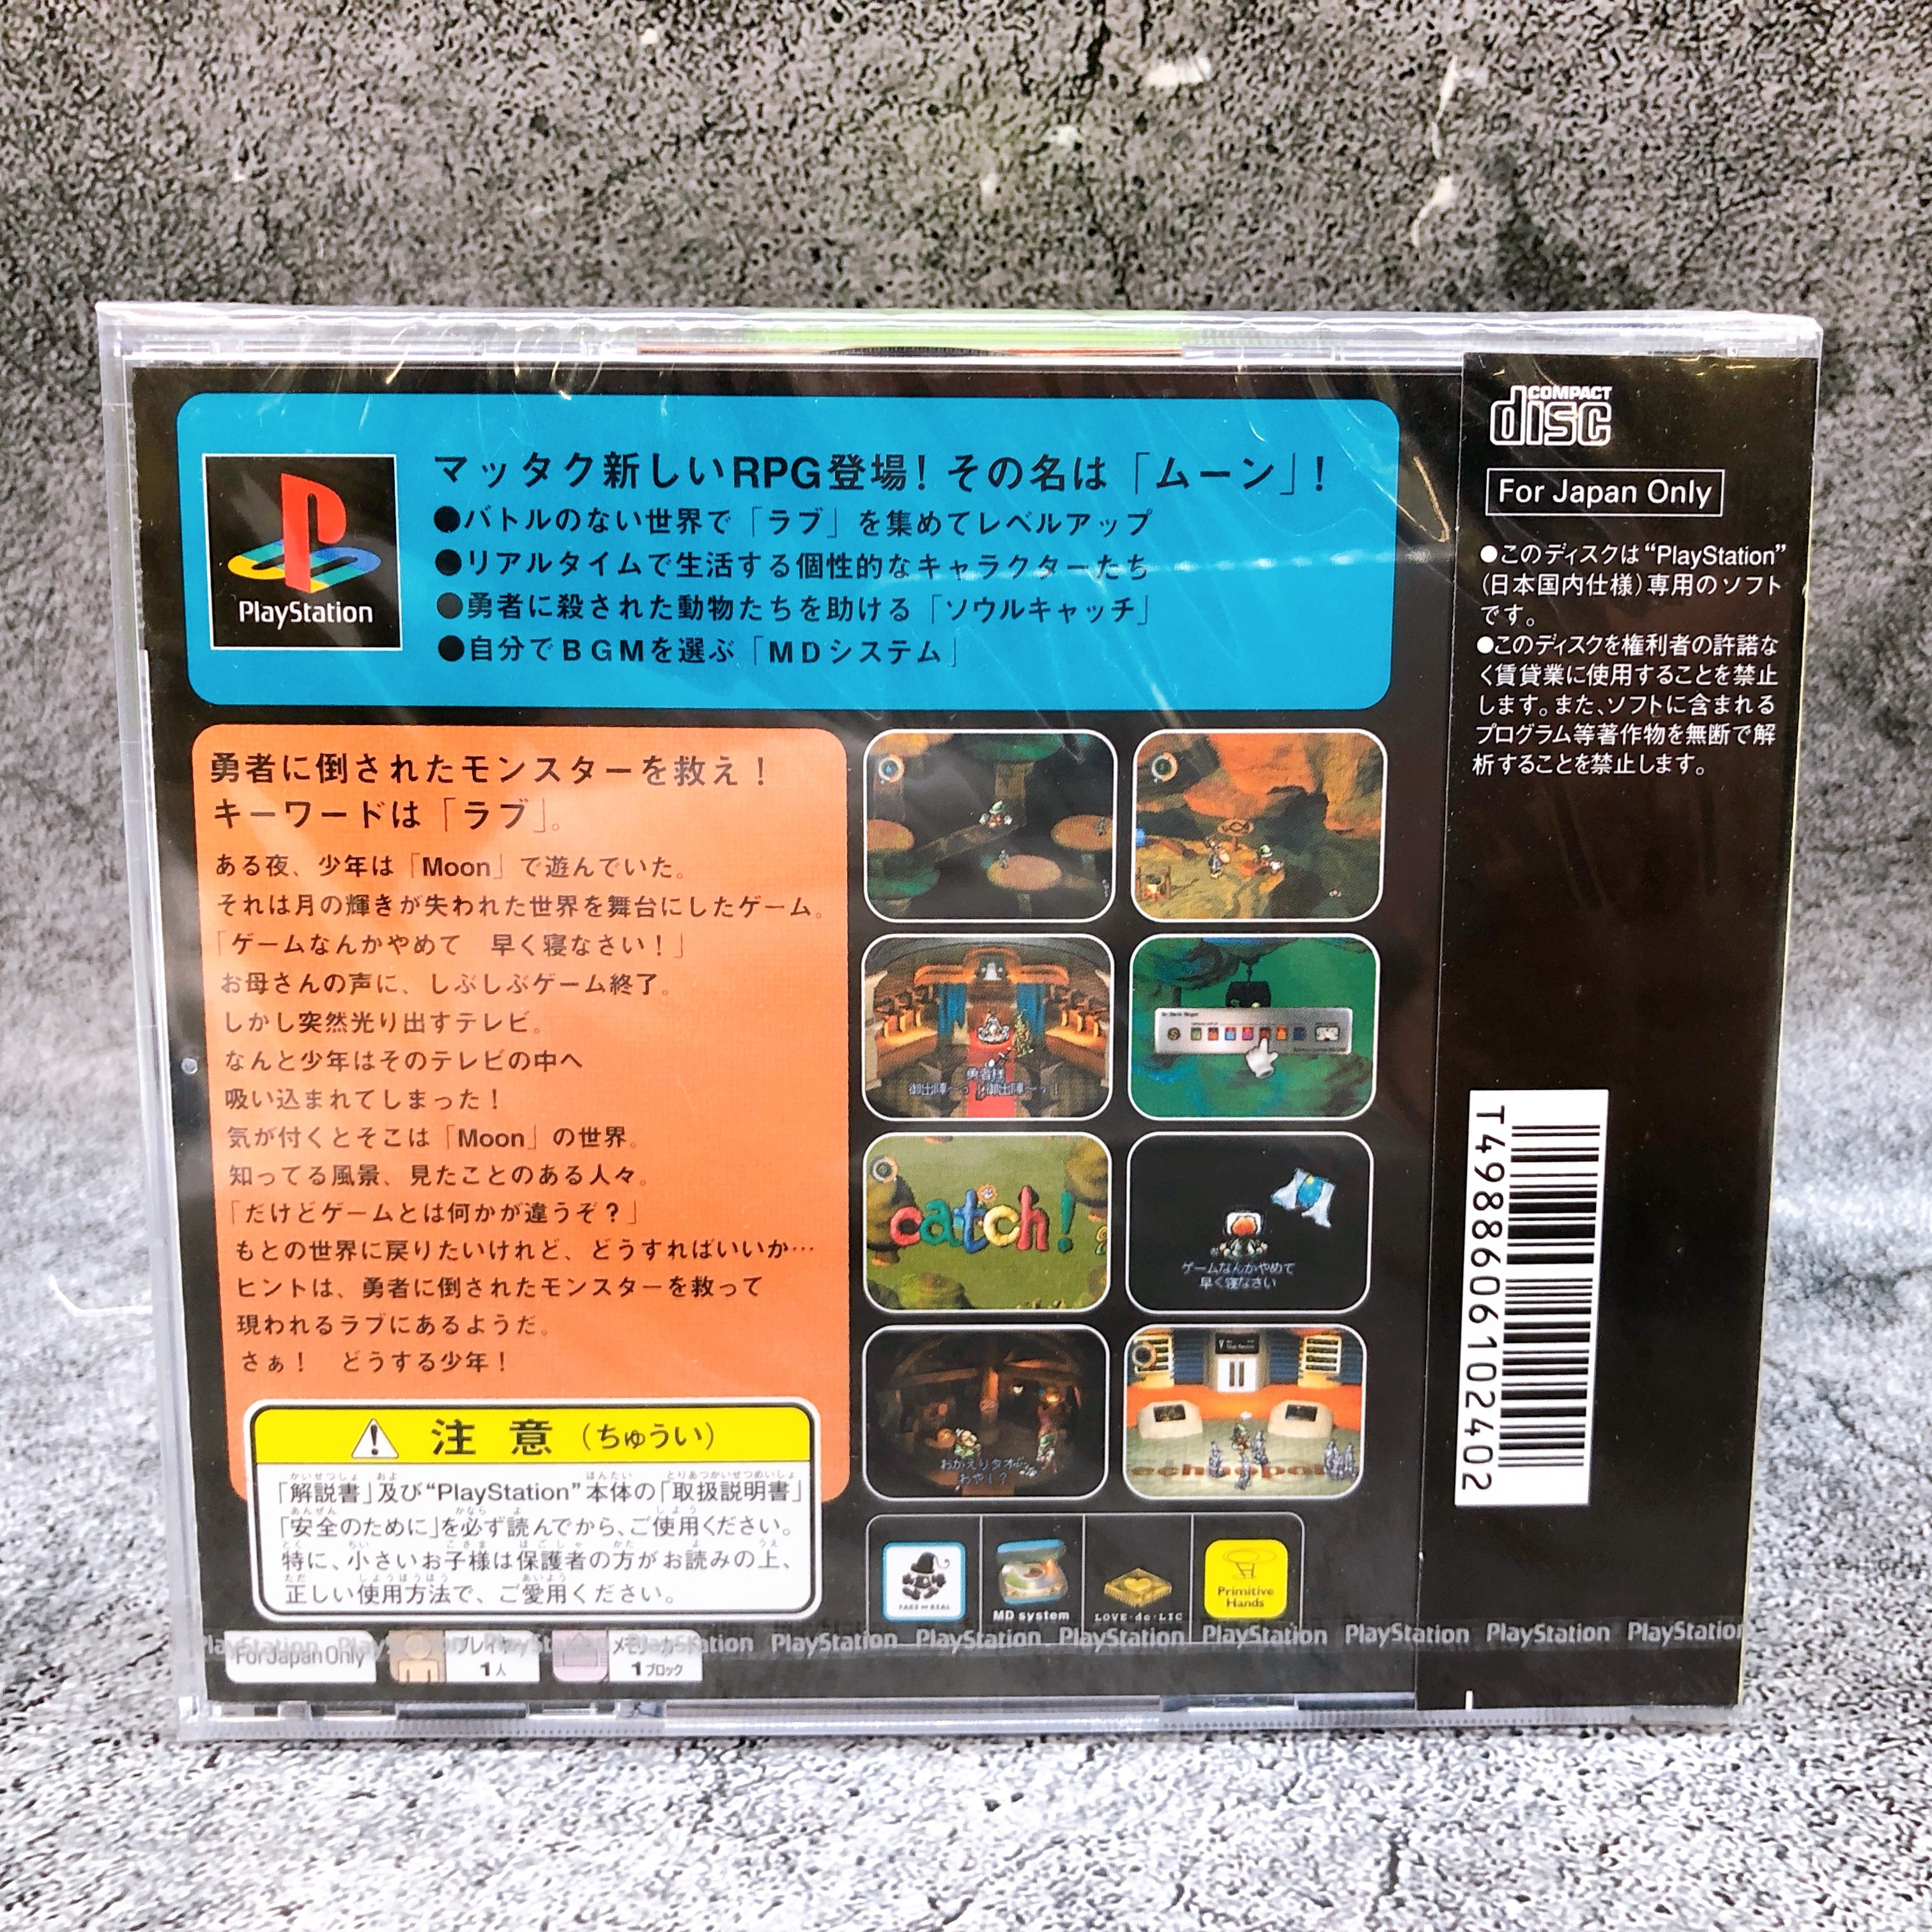 マッタク新しいRPG登場！その名は「ムーン」！
●バトルのない世界で「ラブ」を集めてレベルアップ
●リアルタイムで生活する個性的なキャラクターたち
●勇者に殺された動物たちを助ける「ソウルキャッチ」
●自分でBGMを選ぶ「MDシステム」
PlayStation
勇者に倒されたモンスターを救え！
キーワードは「ラブ」。
ある夜、少年は「Moon」で遊んでいた。
それは月の輝きが失われた世界を舞台にしたゲーム。
「ゲームなんかやめて　早く寝なさい！」
お母さんの声に、しぶしぶゲーム終了。
しかし突然光り出すテレビ。
なんと少年はそのテレビの中へ
吸い込まれてしまった！
気が付くとそこは「Moon」の世界。
知ってる風景、見たことのある人々。
「だけどゲームとは何かが違うぞ？」
もとの世界に戻りたいけれど、どうすればいいか…
ヒントは、勇者に倒されたモンスターを救って
現われるラブにあるようだ。
さぁ！　どうする少年！
勇者様
御出陣〜っ！御出陣〜っ！
catch!
ゲームなんかやめて
早く寝なさい
注意（ちゅうい）
「解説書」及び“PlayStation”本体の「取扱説明書」
「安全のために」を必ず読んでから、ご使用ください。
特に、小さいお子様は保護者の方がお読みの上、
正しい使用方法で、ご愛用ください。
FAKE or REAL
MD system
LOVE・de・LIC
Primitive
Hands
PlayStation PlayStation PlayStation PlayStation PlayStation PlayStation PlayStation
For Japan Only
プレイヤー
1人
メモリーカード
1ブロック
COMPACT
disc
For Japan Only
●このディスクは“PlayStation”
（日本国内仕様）専用のソフト
です。
●このディスクを権利者の許諾な
く賃貸業に使用することを禁止
します。また、ソフトに含まれる
プログラム等著作物を無断で解
析することを禁止します。
T4988606102402